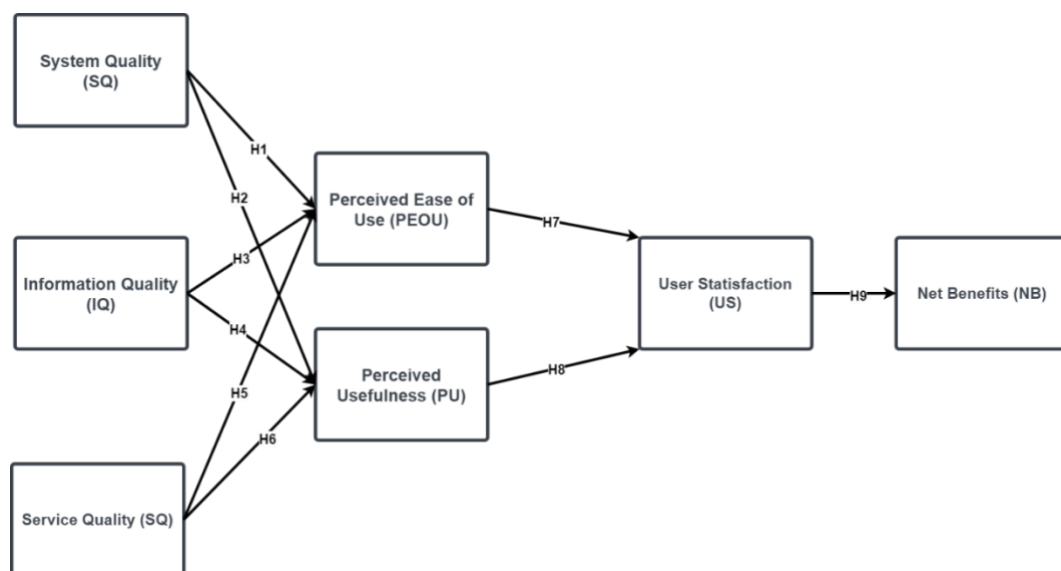 System Quality
(SQ)
H1
H2
Perceived Ease of
Use (PEOU)
H7
Information Quality
(IQ)
H3
H4
User Statisfaction
(US)
H9
Net Benefits (NB)
Perceived
Usefulness (PU)
H8
H5
H6
Service Quality (SQ)